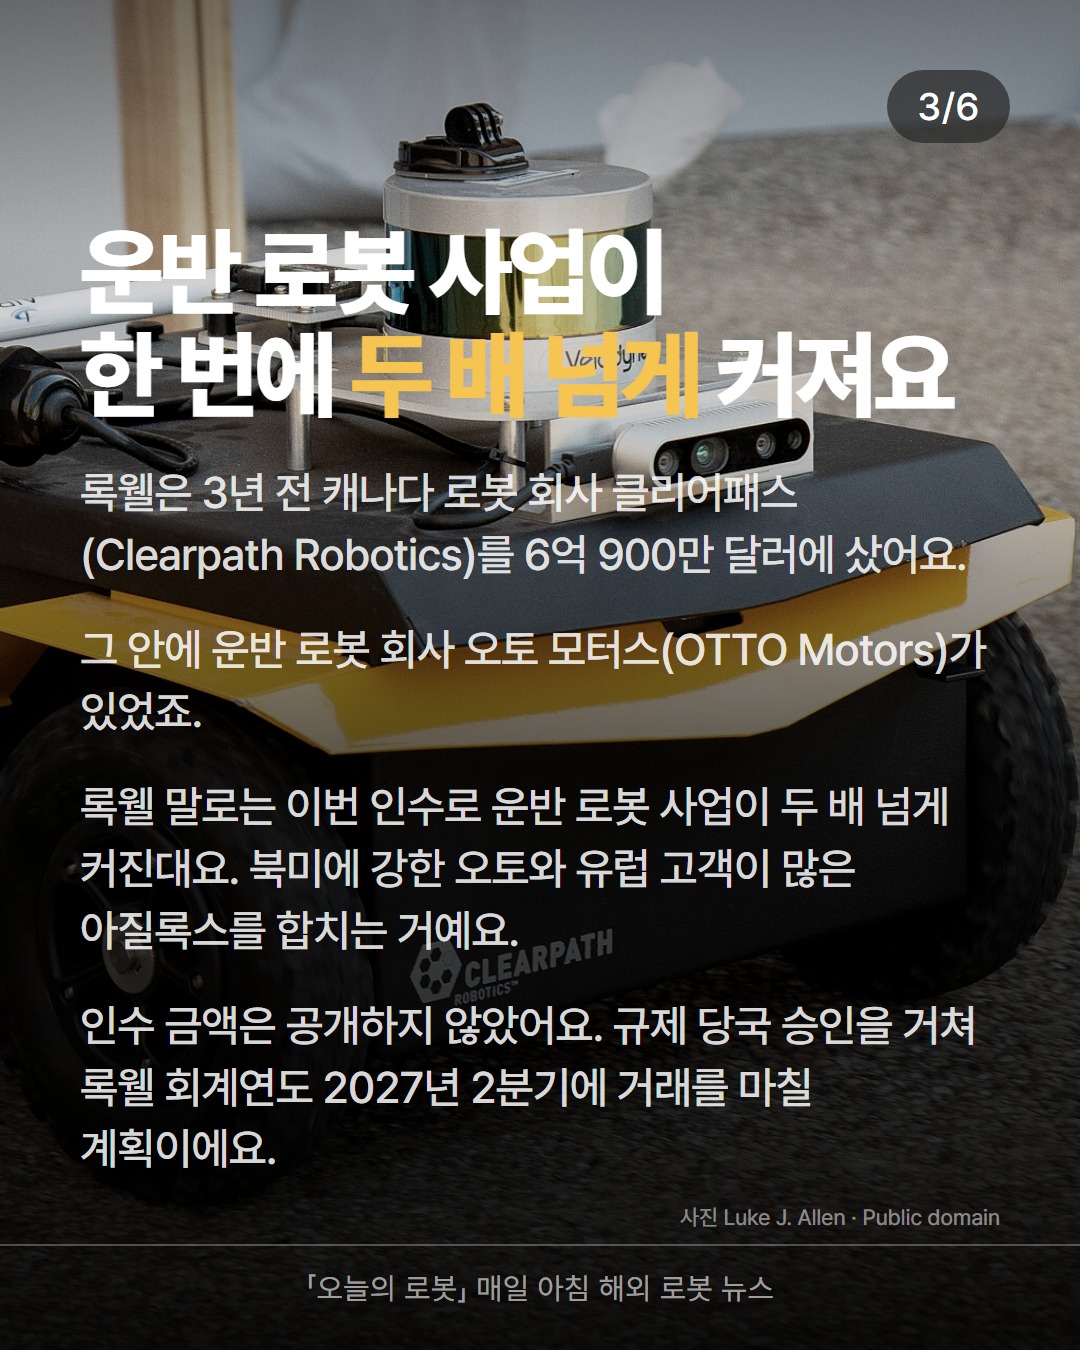 3/6
운반 로봇 사업이
한 번에 두 배 넘게 커져요
록웰은 3년 전 캐나다 로봇 회사 클리어패스
(Clearpath Robotics)를 6억 900만 달러에 샀어요.
그 안에 운반 로봇 회사 오토 모터스(OTTO Motors)가
있었죠.
록웰 말로는 이번 인수로 운반 로봇 사업이 두 배 넘게
커진대요. 북미에 강한 오토와 유럽 고객이 많은
아질록스를 합치는 거예요.
CLEARPATH
ROBOTICS™
인수 금액은 공개하지 않았어요. 규제 당국 승인을 거쳐
록웰 회계연도 2027년 2분기에 거래를 마칠
계획이에요.
사진 Luke J. Allen · Public domain
「오늘의 로봇」 매일 아침 해외 로봇 뉴스